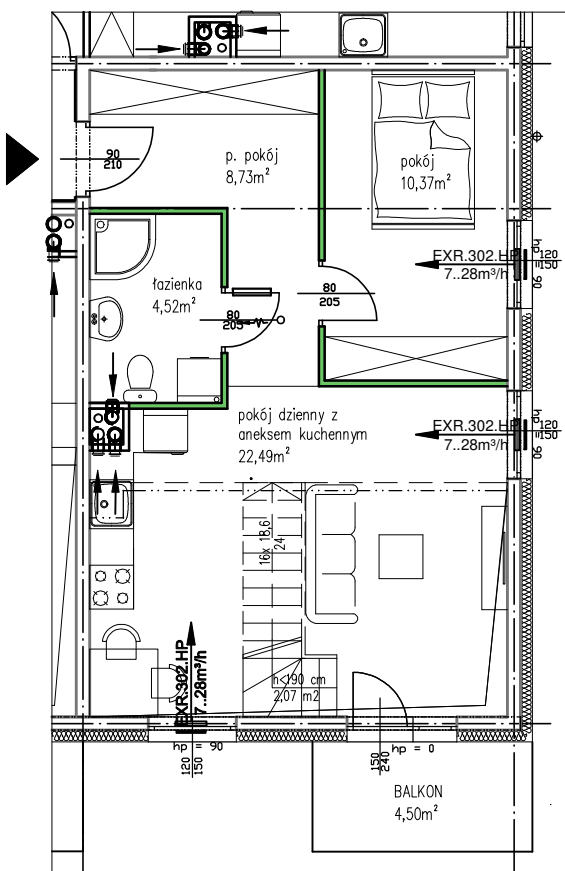 90
210
p. pokój
8,73m²
pokój
10,37m²
EXR.302.HP
7..28m³/h
hp = 90
120
150
łazienka
4,52m²
80
205
80
205
pokój dzienny z
aneksem kuchennym
22,49m²
EXR.302.HP
7..28m³/h
hp = 90
120
150
16x 18,6
24
EXR.302.HP
7..28m³/h
h<190 cm
2,07 m2
hp = 90
120
150
150
240
hp = 0
BALKON
4,50m²